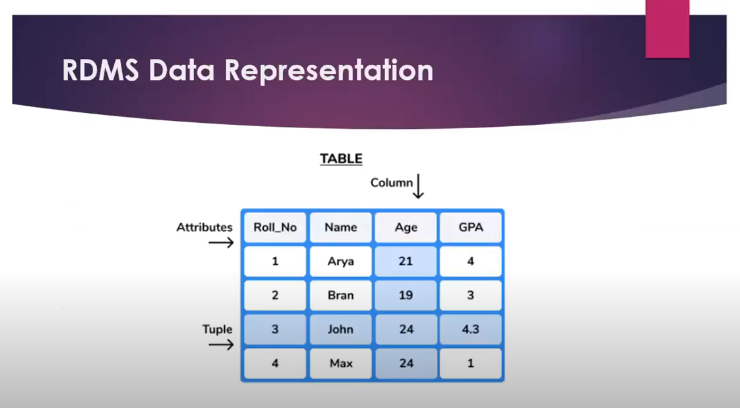 RDMS Data Representation
TABLE
Column
Attributes Roll_No Name Age GPA
1 Arya 21 4
2 Bran 19 3
Tuple 3 John 24 4.3
4 Max 24 1